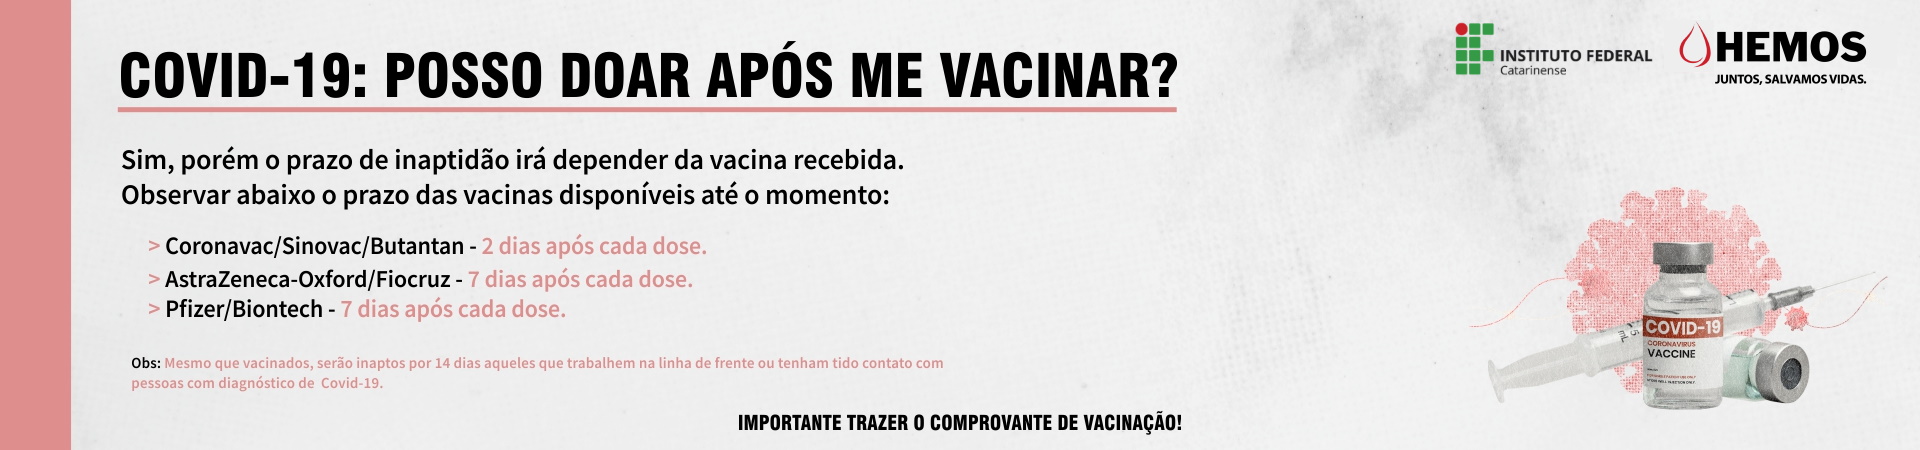 COVID-19: POSSO DOAR APÓS ME VACINAR?
INSTITUTO FEDERAL
Catarinense
HEMOS
JUNTOS, SALVAMOS VIDAS.
Sim, porém o prazo de inaptidão irá depender da vacina recebida.
Observar abaixo o prazo das vacinas disponíveis até o momento:
> Coronavac/Sinovac/Butantan - 2 dias após cada dose.
> AstraZeneca-Oxford/Fiocruz - 7 dias após cada dose.
> Pfizer/Biontech - 7 dias após cada dose.
Obs: Mesmo que vacinados, serão inaptos por 14 dias aqueles que trabalhem na linha de frente ou tenham tido contato com
pessoas com diagnóstico de Covid-19.
IMPORTANTE TRAZER O COMPROVANTE DE VACINAÇÃO!
COVID-19
CORONAVIRUS
VACCINE
5
mL